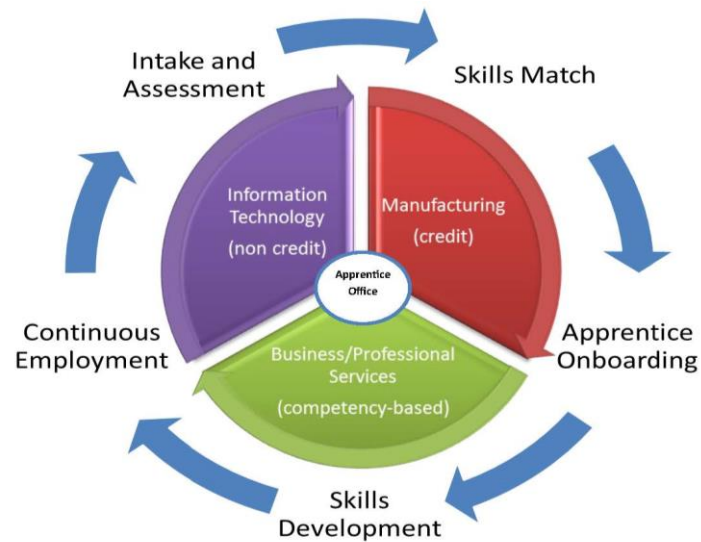 Intake and
Assessment
Skills Match
Information
Technology
(non credit)
Manufacturing
(credit)
Apprentice
Office
Continuous
Employment
Apprentice
Onboarding
Business/Professional
Services
(competency-based)
Skills
Development